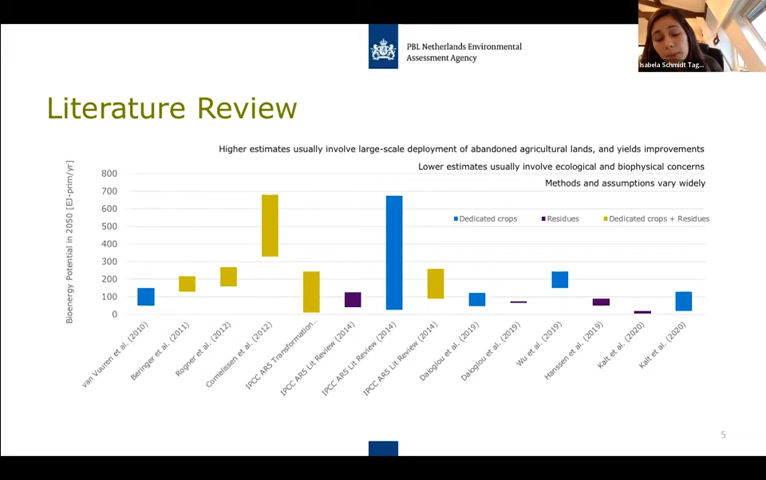 PBL Netherlands Environmental
Assessment Agency
Isabela Schmidt Tag...
Literature Review
Higher estimates usually involve large-scale deployment of abandoned agricultural lands, and yields improvements
Lower estimates usually involve ecological and biophysical concerns
Methods and assumptions vary widely
Bioenergy Potential in 2050 [EJ-prim/yr]
800
700
600
500
400
300
200
100
0
Dedicated crops
Residues
Dedicated crops + Residues
van Vuuren et al. (2010)
Beringer et al. (2011)
Rogner et al. (2012)
Cornelissen et al. (2012)
IPCC AR5 Transformation...
IPCC AR5 Lit Review (2014)
IPCC AR5 Lit Review (2014)
IPCC AR5 Lit Review (2014)
Daioglou et al. (2019)
Daioglou et al. (2019)
Wu et al. (2019)
Hanssen et al. (2019)
Kalt et al. (2020)
Kalt et al. (2020)
5